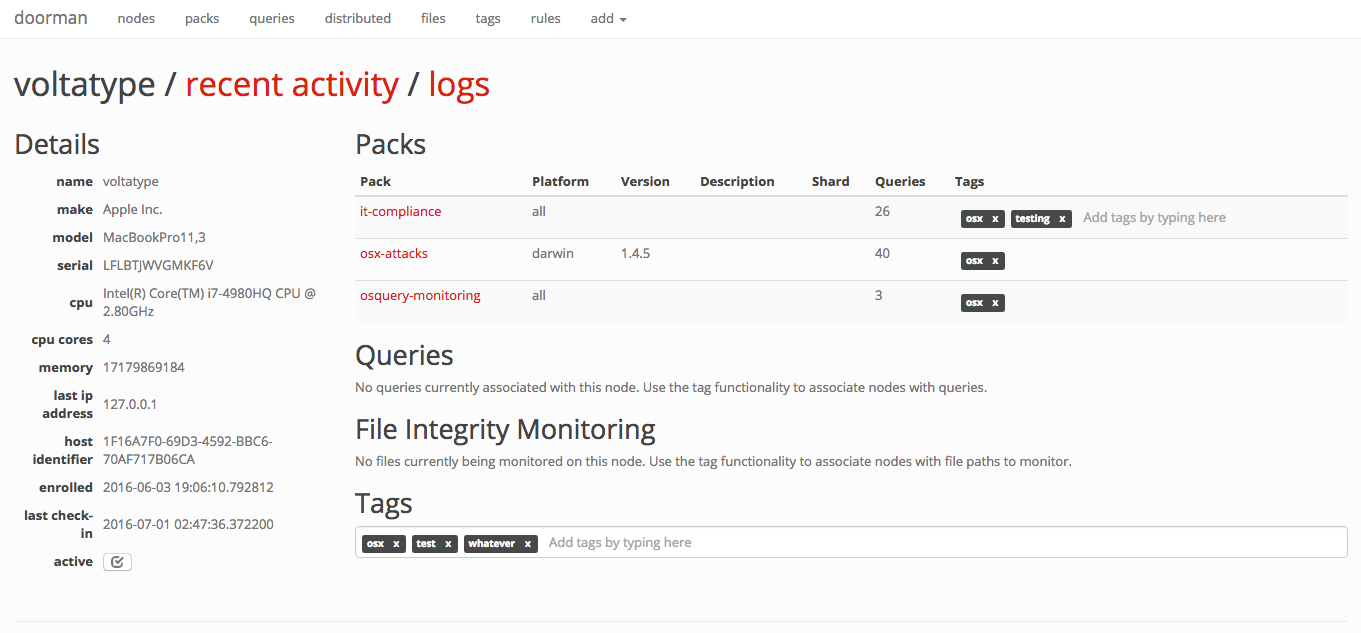 doorman nodes packs queries distributed files tags rules add
voltatype / recent activity / logs
Details
name voltatype
make Apple Inc.
model MacBookPro11,3
serial LFLBTJWVGMKF6V
cpu Intel(R) Core(TM) i7-4980HQ CPU @
2.80GHz
cpu cores 4
memory 17179869184
last ip
address 127.0.0.1
host
identifier 1F16A7F0-69D3-4592-BBC6-
70AF717B06CA
enrolled 2016-06-03 19:06:10.792812
last check-
in 2016-07-01 02:47:36.372200
active
Packs
Pack Platform Version Description Shard Queries Tags
it-compliance all 26 osx x testing x Add tags by typing here
osx-attacks darwin 1.4.5 40 osx x
osquery-monitoring all 3 osx x
Queries
No queries currently associated with this node. Use the tag functionality to associate nodes with queries.
File Integrity Monitoring
No files currently being monitored on this node. Use the tag functionality to associate nodes with file paths to monitor.
Tags
osx x test x whatever x Add tags by typing here